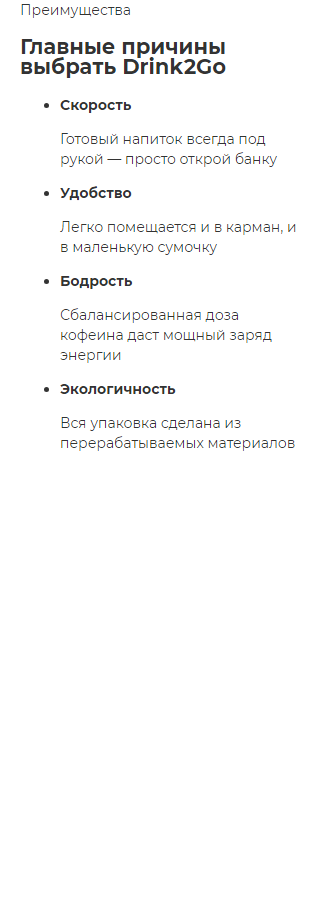 Преимущества
Главные причины
выбрать Drink2Go
Скорость
Готовый напиток всегда под
рукой — просто открой банку
Удобство
Легко помещается и в карман, и
в маленькую сумочку
Бодрость
Сбалансированная доза
кофеина даст мощный заряд
энергии
Экологичность
Вся упаковка сделана из
перерабатываемых материалов